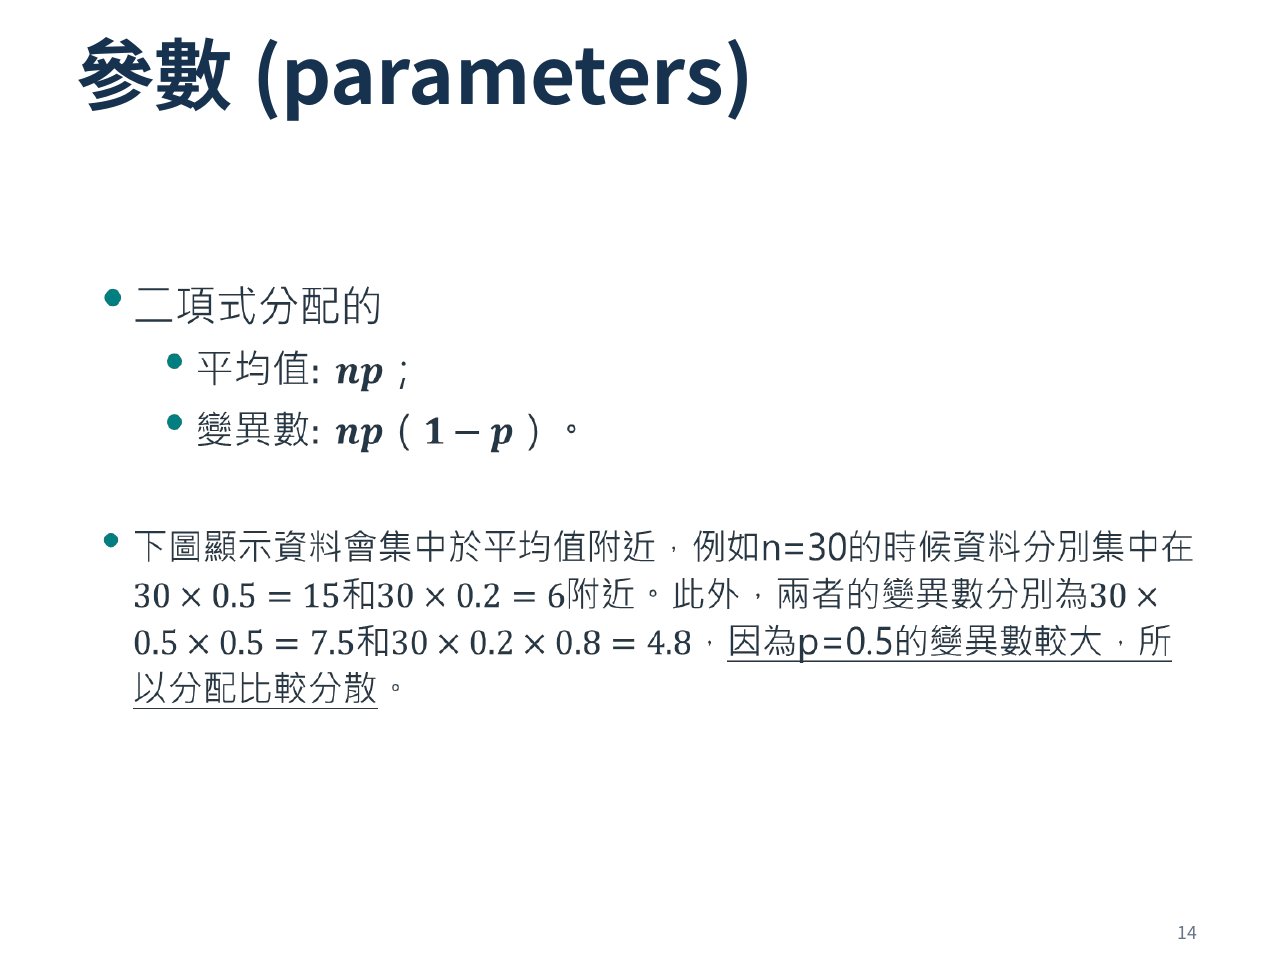 參數 (parameters)
• 二項式分配的
• 平均值: np；
• 變異數: np（1 − p）。
• 下圖顯示資料會集中於平均值附近，例如n=30的時候資料分別集中在
30 × 0.5 = 15和30 × 0.2 = 6附近。此外，兩者的變異數分別為30 ×
0.5 × 0.5 = 7.5和30 × 0.2 × 0.8 = 4.8，因為p=0.5的變異數較大，所
以分配比較分散。
14